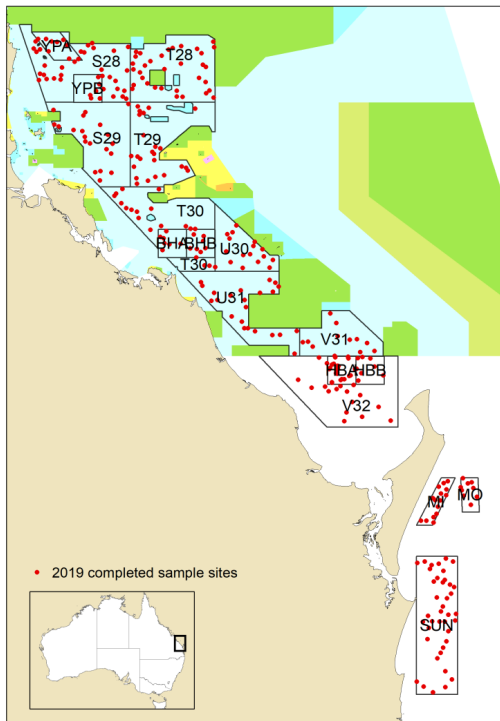 YPA
S28
T28
YPB
S29
T29
T30
BHA BHB
U30
T30
U31
V31
HBA HBB
V32
MI
MO
• 2019 completed sample sites
SUN